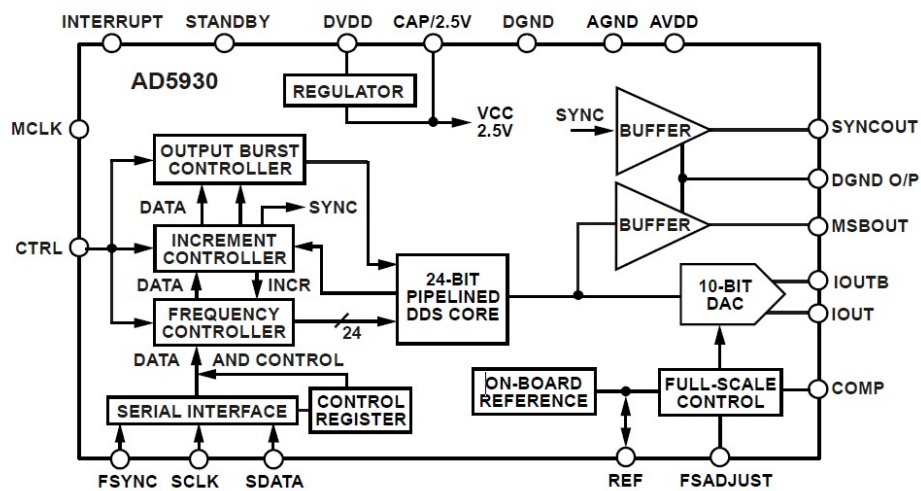 INTERRUPT STANDBY DVDD CAP/2.5V DGND AGND AVDD
AD5930
REGULATOR
VCC
2.5V
SYNC
BUFFER
SYNCOUT
MCLK
OUTPUT BURST
CONTROLLER
DGND O/P
DATA
SYNC
BUFFER
MSBOUT
CTRL
INCREMENT
CONTROLLER
DATA
INCR
24-BIT
PIPELINED
DDS CORE
10-BIT
DAC
IOUTB
IOUT
FREQUENCY
CONTROLLER
24
DATA AND CONTROL
ON-BOARD
REFERENCE
FULL-SCALE
CONTROL
COMP
SERIAL INTERFACE
CONTROL
REGISTER
FSYNC SCLK SDATA REF FSADJUST